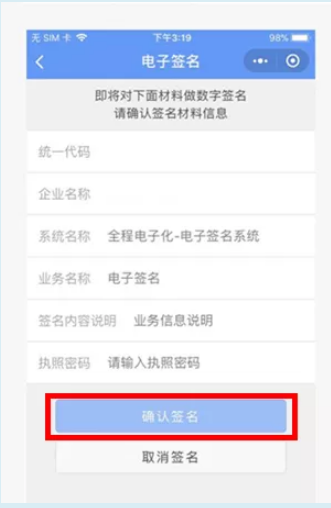 无 SIM 卡 下午3:19 98%
电子签名
即将对下面材料做数字签名
请确认签名材料信息
统一代码
企业名称
系统名称 全程电子化-电子签名系统
业务名称 电子签名
签名内容说明 业务信息说明
执照密码 请输入执照密码
确认签名
取消签名